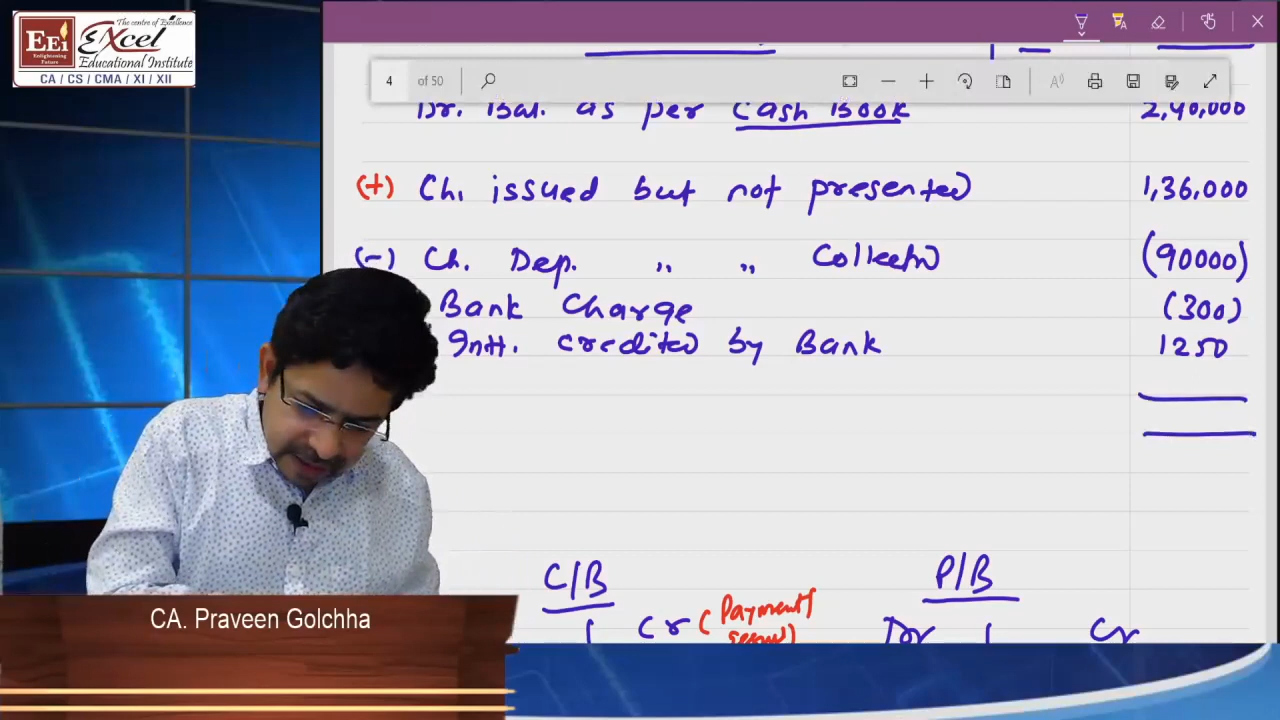 The centre of Excellence
EEi
Enlightening Future
eXcel
Educational Institute
CA / CS / CMA / XI / XII
4 of 50
Dr. Bal. as per Cash Book 2,40,000
(+) Ch. issued but not presented 1,36,000
(-) Ch. Dep. " " Collected (90000)
Bank Charge (300)
Intt. credited by Bank 1250
C/B P/B
Cr (Payment Dr Cr
CA. Praveen Golchha